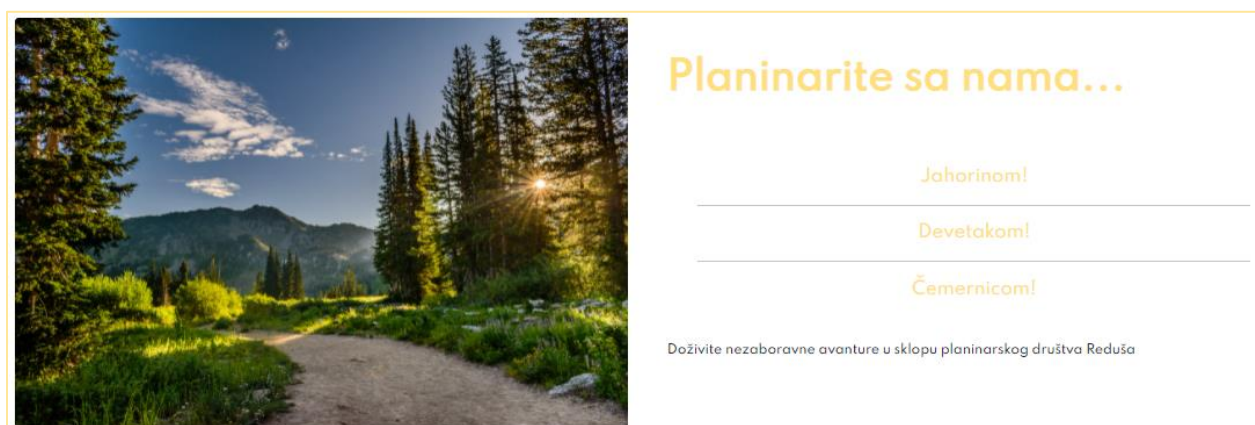 Planinarite sa nama...
Jahorinom!
Devetakom!
Čemernicom!
Doživite nezaboravne avanture u sklopu planinarskog društva Reduša